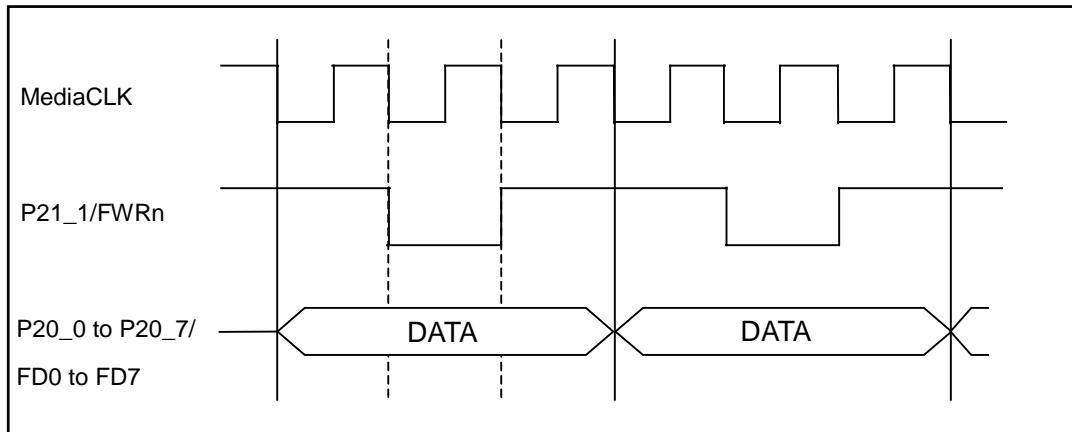 MediaCLK
P21_1/FWRn
P20_0 to P20_7/
FD0 to FD7
DATA
DATA